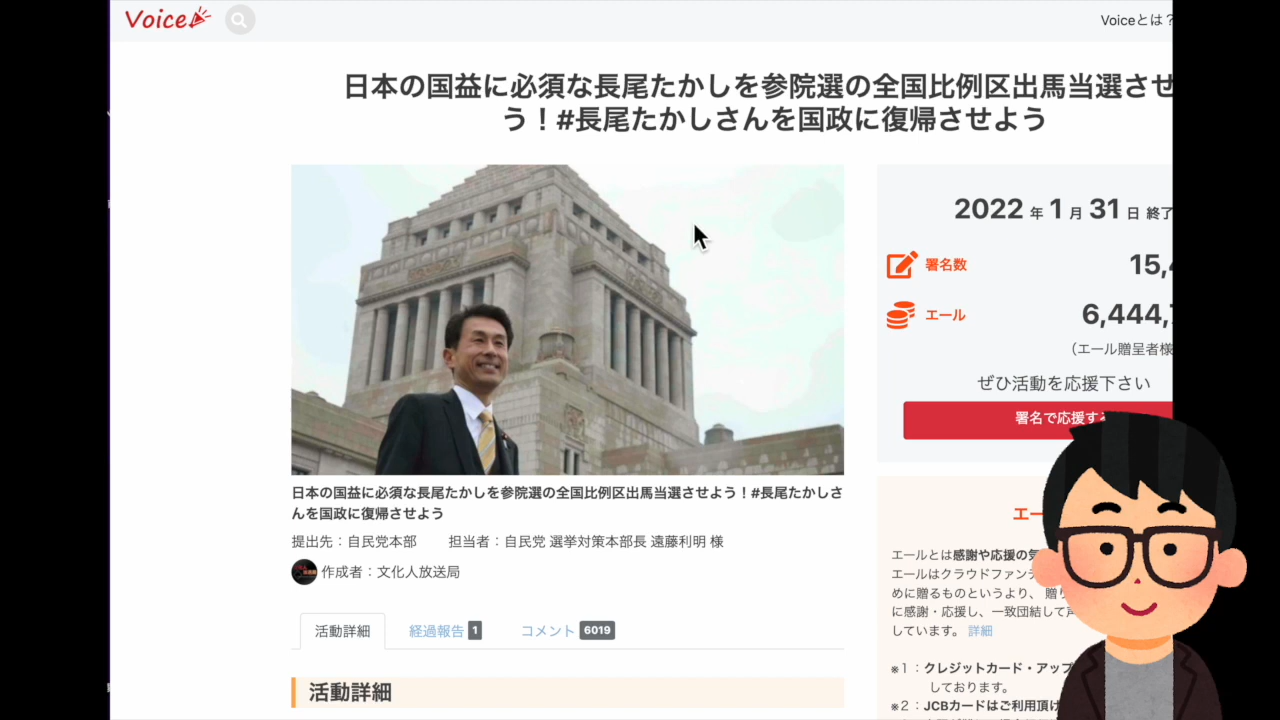 Voice
Voiceとは？
日本の国益に必須な長尾たかしを参院選の全国比例区出馬当選させ
う！#長尾たかしさんを国政に復帰させよう
2022 年 1 月 31 日 終了
署名数 15,
エール 6,444,
（エール贈呈者様
ぜひ活動を応援下さい
署名で応援する
日本の国益に必須な長尾たかしを参院選の全国比例区出馬当選させよう！#長尾たかしさ
んを国政に復帰させよう
提出先：自民党本部 担当者：自民党 選挙対策本部長 遠藤利明 様
作成者：文化人放送局
活動詳細 経過報告 1 コメント 6019
活動詳細
エー
エールとは感謝や応援の気
エールはクラウドファン
めに贈るものというより、 贈り
に感謝・応援し、一致団結して声
しています。 詳細
※1：クレジットカード・アップ
しております。
※2：JCBカードはご利用頂け